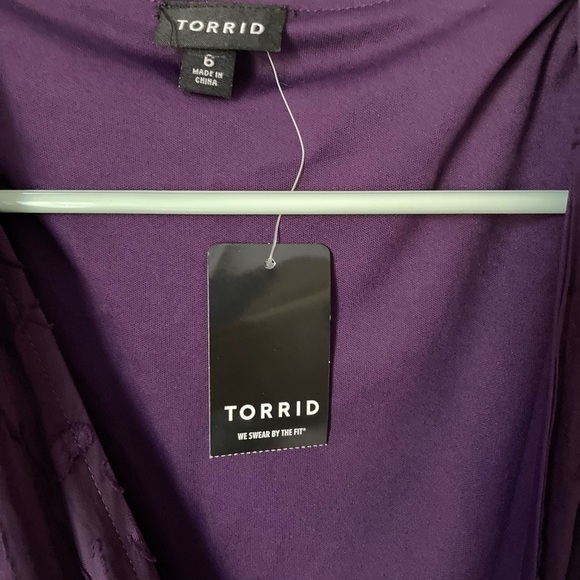 TORRID
6
MADE IN
CHINA
TORRID
WE SWEAR BY THE FIT®